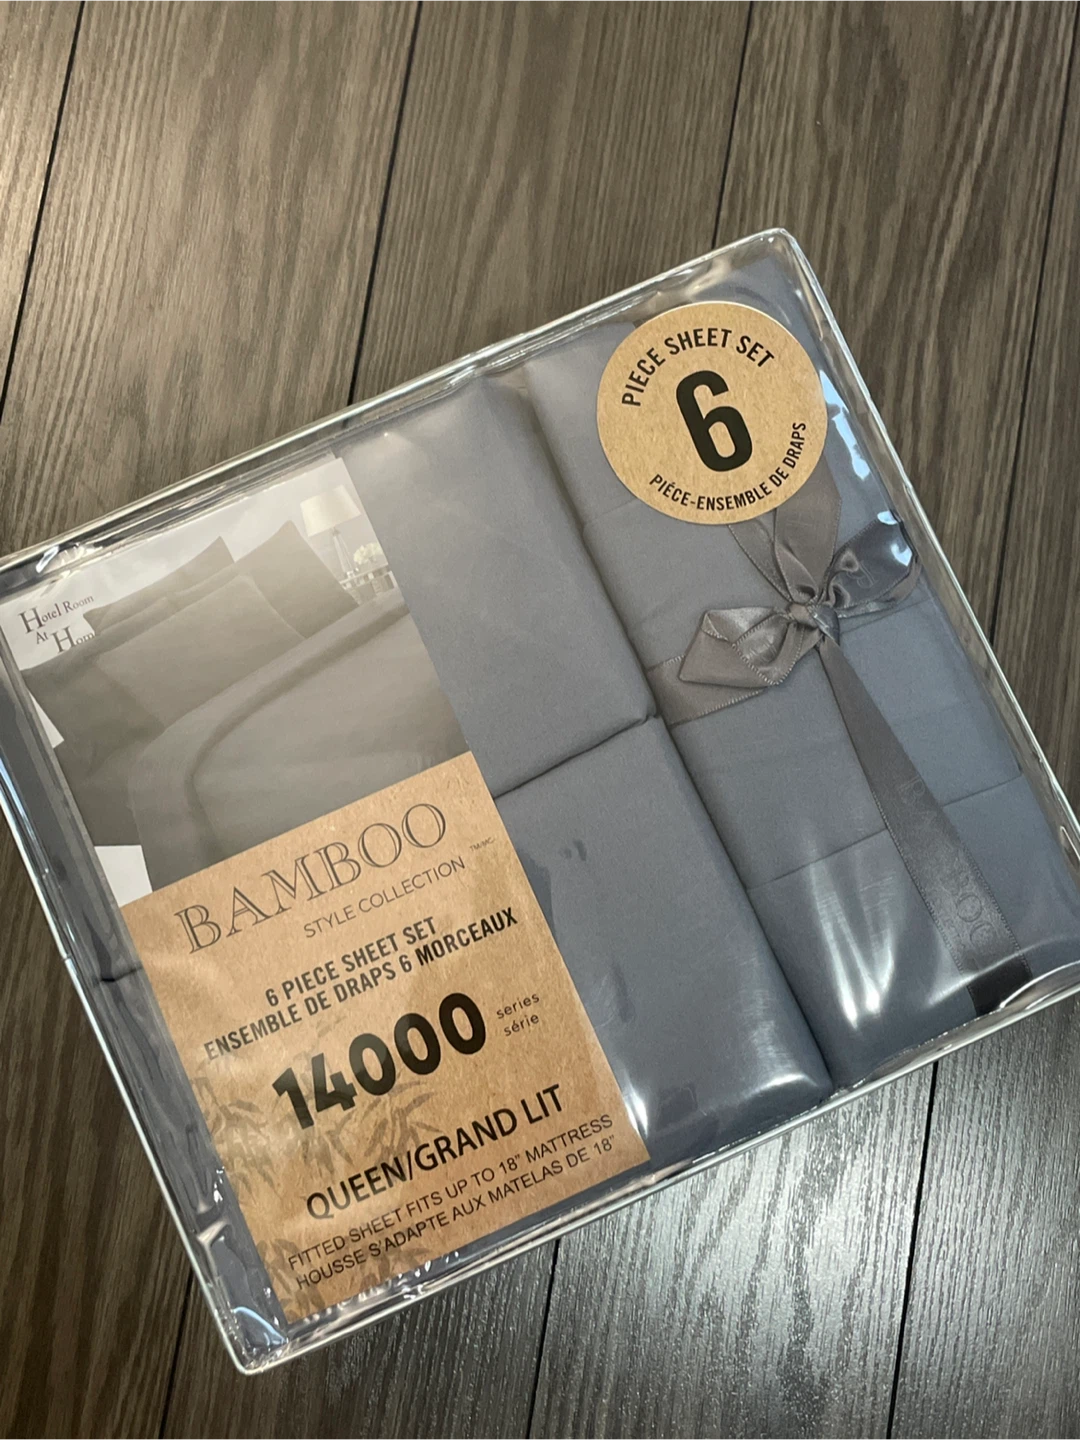 PIECE SHEET SET
6
PIÉCE-ENSEMBLE DE DRAPS
Hotel Room
At Hom
BAMBOO
TM/MC
STYLE COLLECTION
6 PIECE SHEET SET
ENSEMBLE DE DRAPS 6 MORCEAUX
14000 series
série
QUEEN/GRAND LIT
FITTED SHEET FITS UP TO 18" MATTRESS
HOUSSE S'ADAPTE AUX MATELAS DE 18"